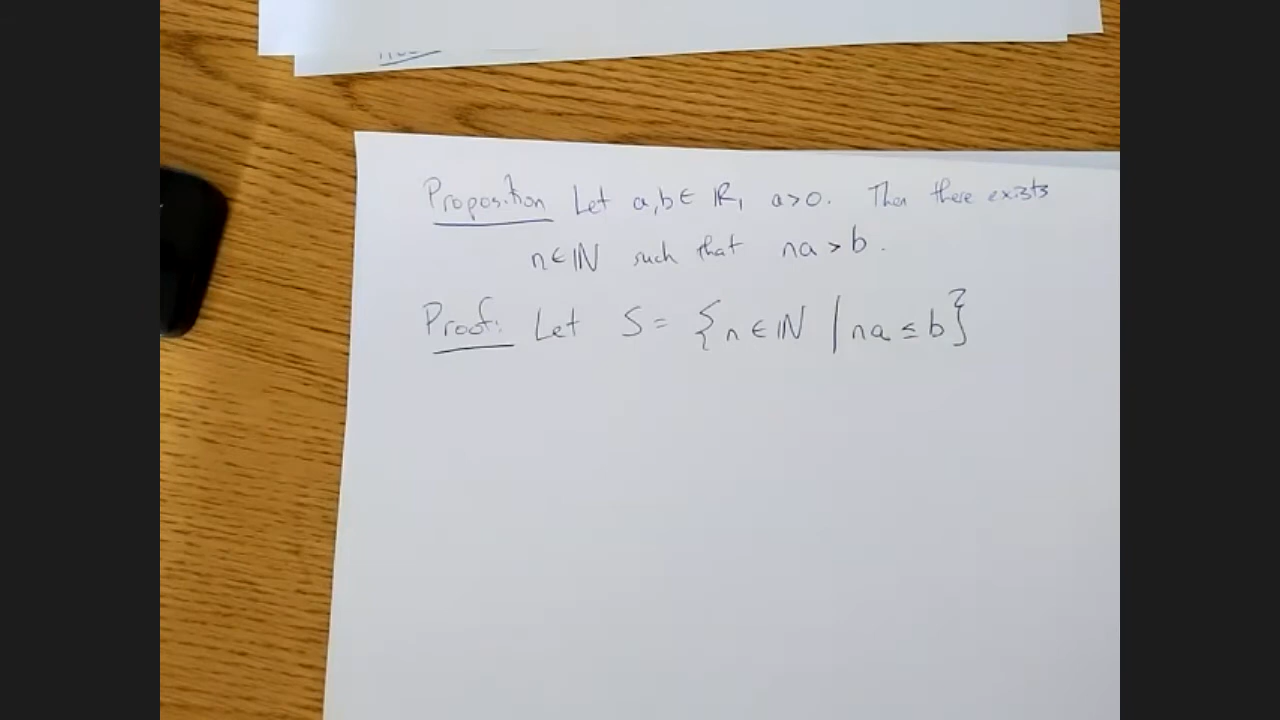 Proposition Let a,b ∈ ℝ, a>0. Then there exists
n ∈ ℕ such that na > b.
Proof: Let S = {n ∈ ℕ | na ≤ b}